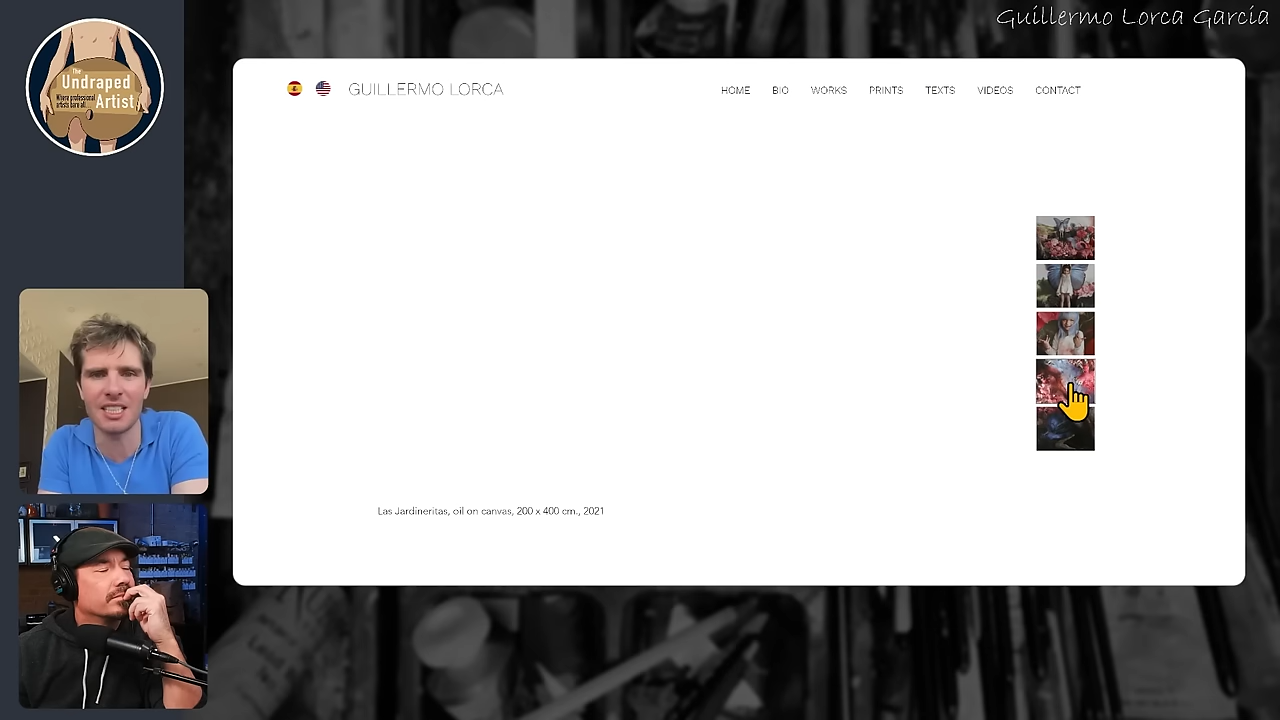 Guillermo Lorca Garcia
The
Undraped
Where professional
artists bare all...
Artist
GUILLERMO LORCA
HOME BIO WORKS PRINTS TEXTS VIDEOS CONTACT
Las Jardineritas, oil on canvas, 200 x 400 cm., 2021